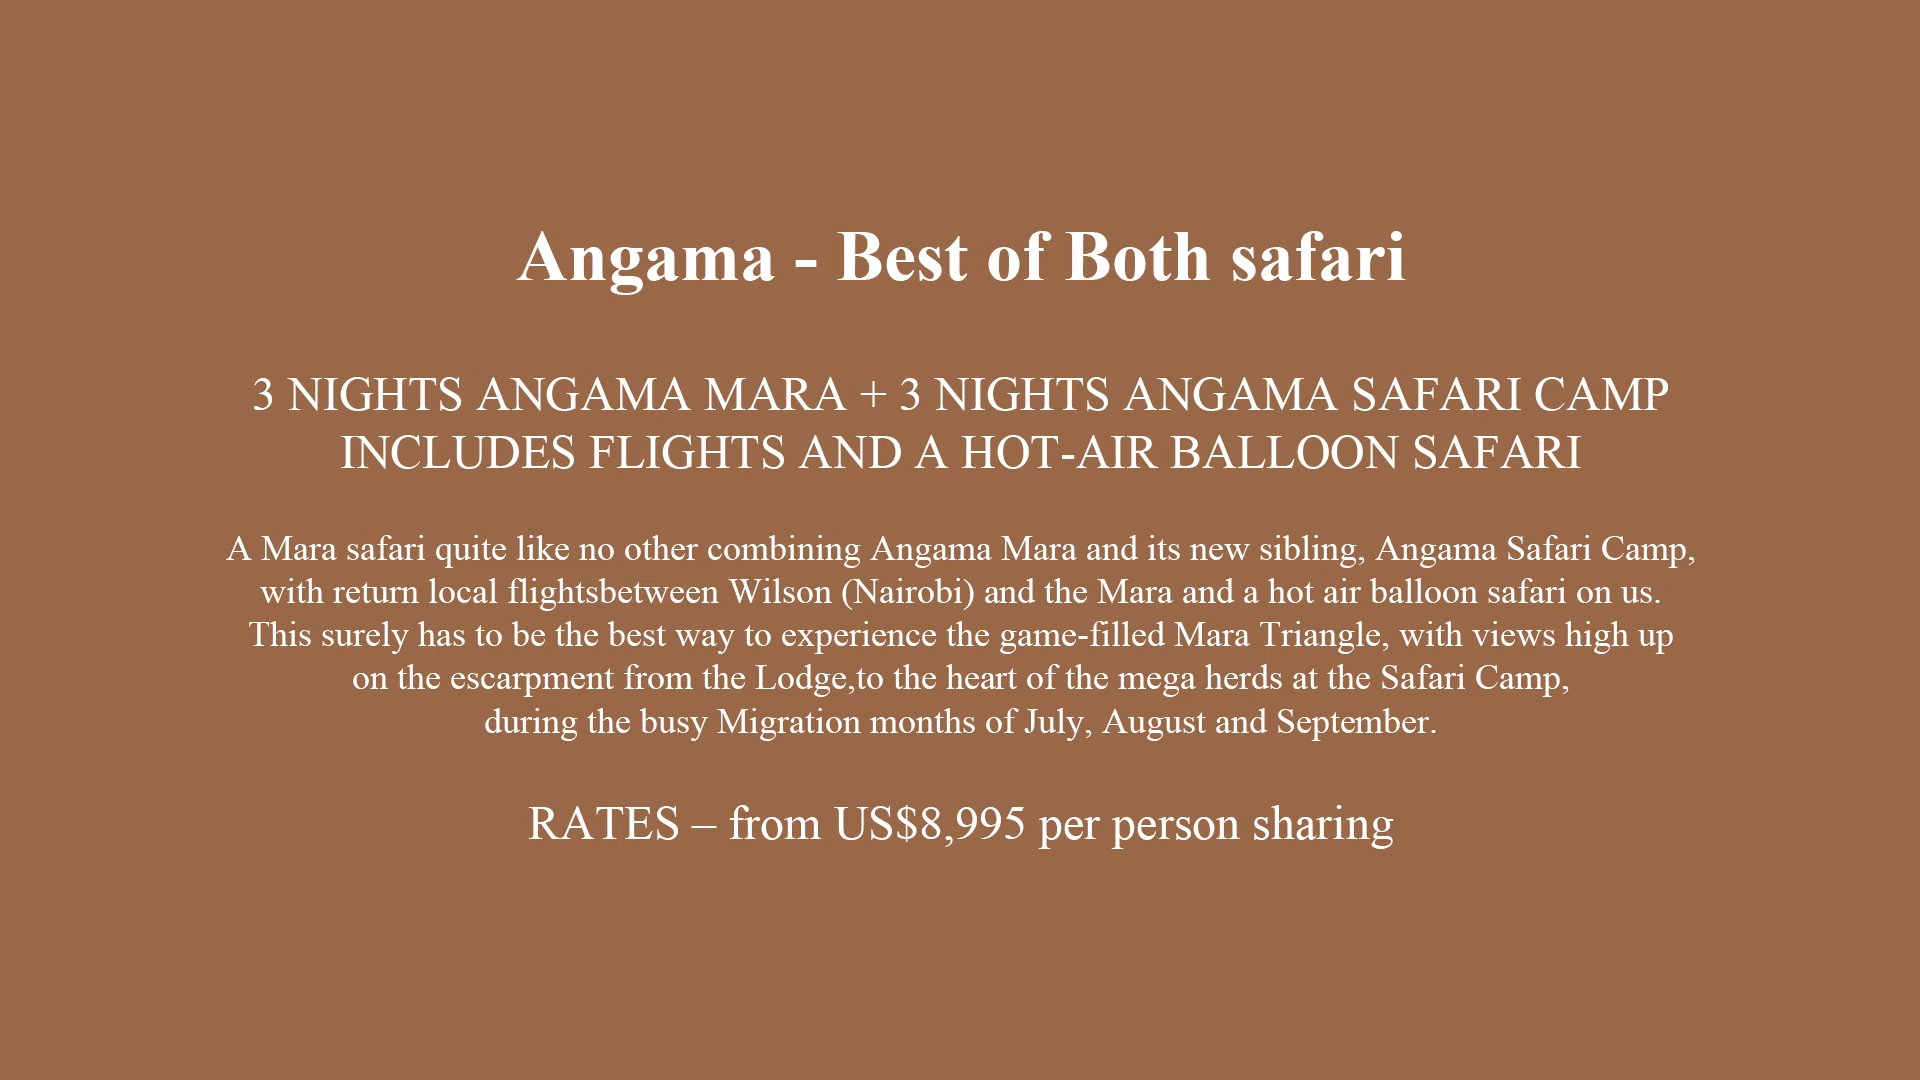 Angama - Best of Both safari
3 NIGHTS ANGAMA MARA + 3 NIGHTS ANGAMA SAFARI CAMP
INCLUDES FLIGHTS AND A HOT-AIR BALLOON SAFARI
A Mara safari quite like no other combining Angama Mara and its new sibling, Angama Safari Camp,
with return local flightsbetween Wilson (Nairobi) and the Mara and a hot air balloon safari on us.
This surely has to be the best way to experience the game-filled Mara Triangle, with views high up
on the escarpment from the Lodge,to the heart of the mega herds at the Safari Camp,
during the busy Migration months of July, August and September.
RATES – from US$8,995 per person sharing